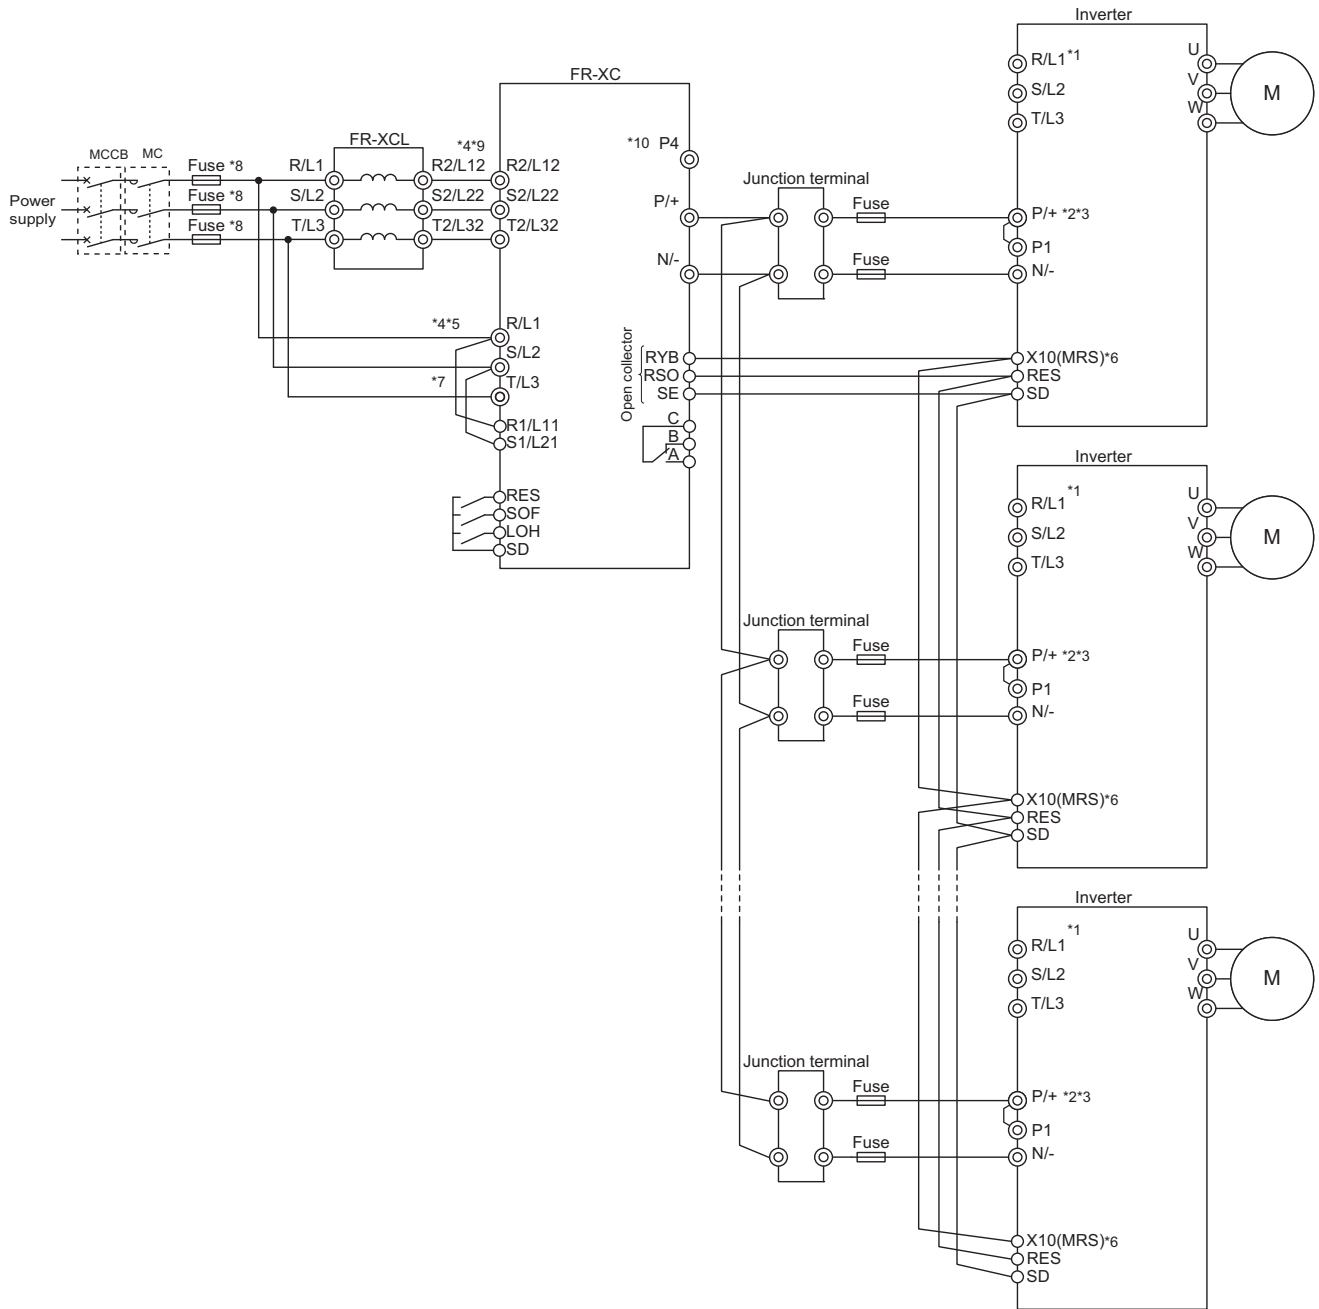 Inverter
R/L1*1
S/L2
T/L3
U
V
W
M
FR-XC
*10 P4
FR-XCL
*4*9
MCCB MC
Fuse *8
Fuse *8
Fuse *8
Power
supply
R/L1
S/L2
T/L3
R2/L12
S2/L22
T2/L32
R2/L12
S2/L22
T2/L32
P/+
N/-
Junction terminal
Fuse
Fuse
P/+ *2*3
P1
N/-
*4*5
R/L1
S/L2
*7
T/L3
R1/L11
S1/L21
RES
SOF
LOH
SD
Open collector
RYB
RSO
SE
C
B
A
X10(MRS)*6
RES
SD
Inverter
R/L1 *1
S/L2
T/L3
U
V
W
M
Junction terminal
Fuse
Fuse
P/+ *2*3
P1
N/-
X10(MRS)*6
RES
SD
Inverter
R/L1 *1
S/L2
T/L3
U
V
W
M
Junction terminal
Fuse
Fuse
P/+ *2*3
P1
N/-
X10(MRS)*6
RES
SD